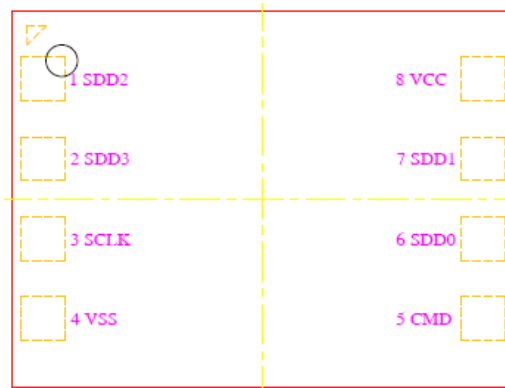 1 SDD2
8 VCC
2 SDD3
7 SDD1
3 SCLK
6 SDD0
4 VSS
5 CMD